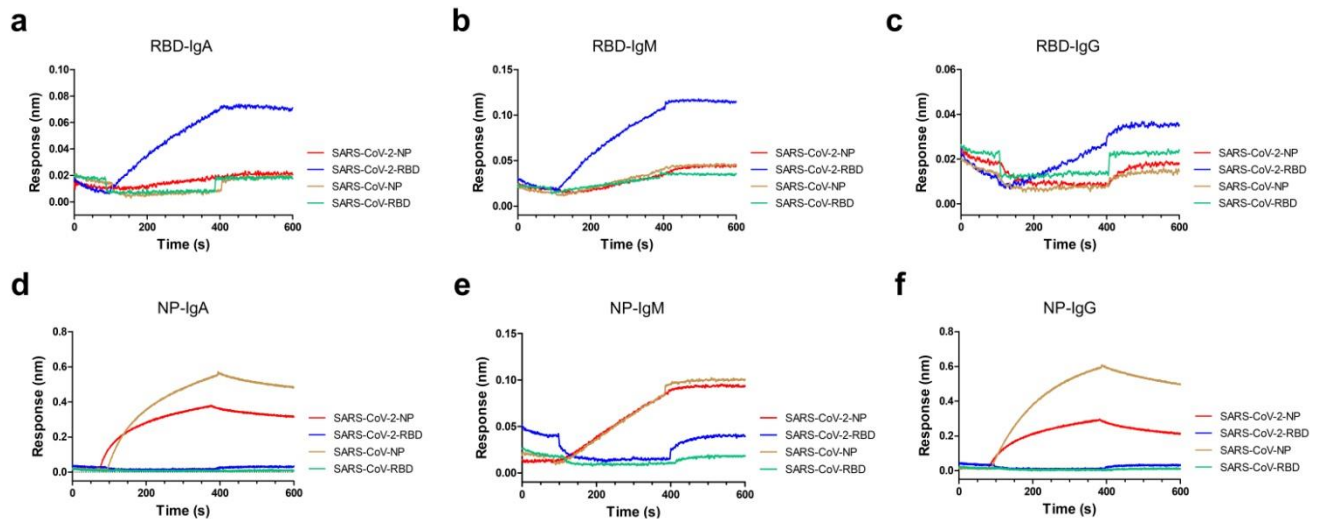 a
RBD-IgA
Response (nm)
0.10
0.08
0.06
0.04
0.02
0.00
0
200
400
600
Time (s)
SARS-CoV-2-NP
SARS-CoV-2-RBD
SARS-CoV-NP
SARS-CoV-RBD
b
RBD-IgM
Response (nm)
0.15
0.10
0.05
0.00
0
200
400
600
Time (s)
SARS-CoV-2-NP
SARS-CoV-2-RBD
SARS-CoV-NP
SARS-CoV-RBD
c
RBD-IgG
Response (nm)
0.06
0.04
0.02
0.00
0
200
400
600
Time (s)
SARS-CoV-2-NP
SARS-CoV-2-RBD
SARS-CoV-NP
SARS-CoV-RBD
d
NP-IgA
Response (nm)
0.8
0.6
0.4
0.2
0.0
0
200
400
600
Time (s)
SARS-CoV-2-NP
SARS-CoV-2-RBD
SARS-CoV-NP
SARS-CoV-RBD
e
NP-IgM
Response (nm)
0.15
0.10
0.05
0.00
0
200
400
600
Time (s)
SARS-CoV-2-NP
SARS-CoV-2-RBD
SARS-CoV-NP
SARS-CoV-RBD
f
NP-IgG
Response (nm)
0.8
0.6
0.4
0.2
0.0
0
200
400
600
Time (s)
SARS-CoV-2-NP
SARS-CoV-2-RBD
SARS-CoV-NP
SARS-CoV-RBD